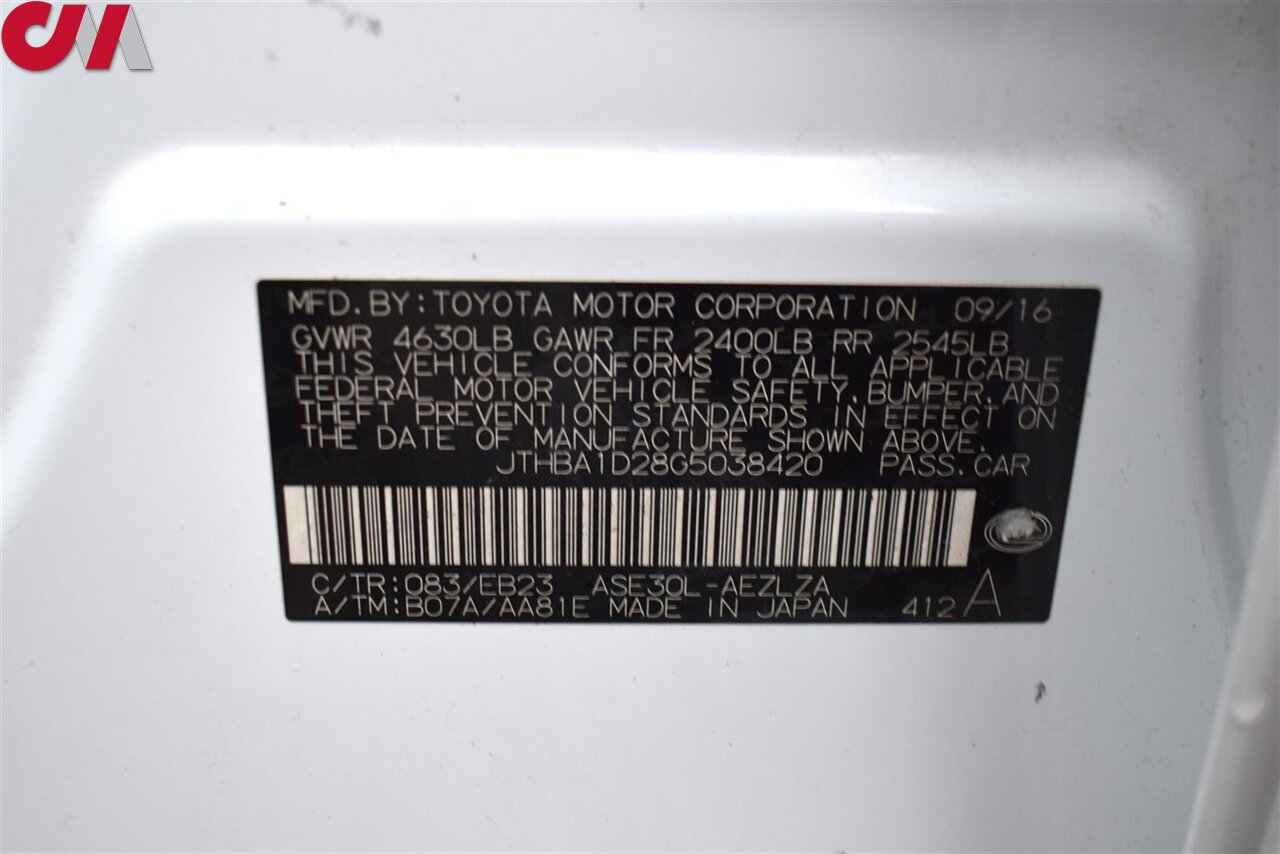 MFD.BY:TOYOTA MOTOR CORPORATION 09/16
GVWR 4630LB GAWR FR 2400LB RR 2545LB
THIS VEHICLE CONFORMS TO ALL APPLICABLE
FEDERAL MOTOR VEHICLE SAFETY,BUMPER,AND
THEFT PREVENTION STANDARDS IN EFFECT ON
THE DATE OF MANUFACTURE SHOWN ABOVE.
JTHBA1D28G5038420 PASS.CAR
C/TR:083/EB23 ASE30L-AEZLZA
A/TM:B07A/AA81E MADE IN JAPAN 412 A